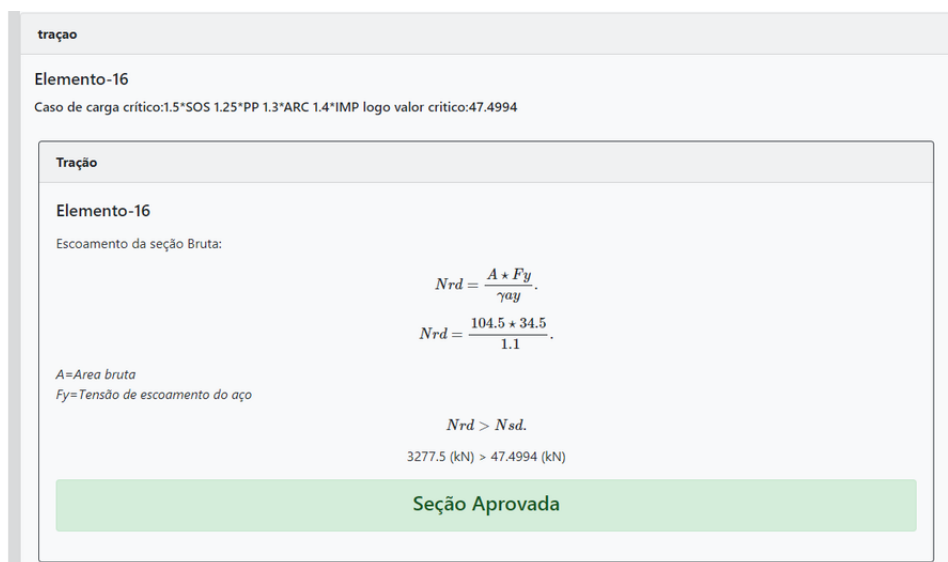 traçao
Elemento-16
Caso de carga crítico:1.5*SOS 1.25*PP 1.3*ARC 1.4*IMP logo valor critico:47.4994
Tração
Elemento-16
Escoamento da seção Bruta:
Nrd = A ⋆ Fy / γay.
Nrd = 104.5 ⋆ 34.5 / 1.1.
A=Area bruta
Fy=Tensão de escoamento do aço
Nrd > Nsd.
3277.5 (kN) > 47.4994 (kN)
Seção Aprovada